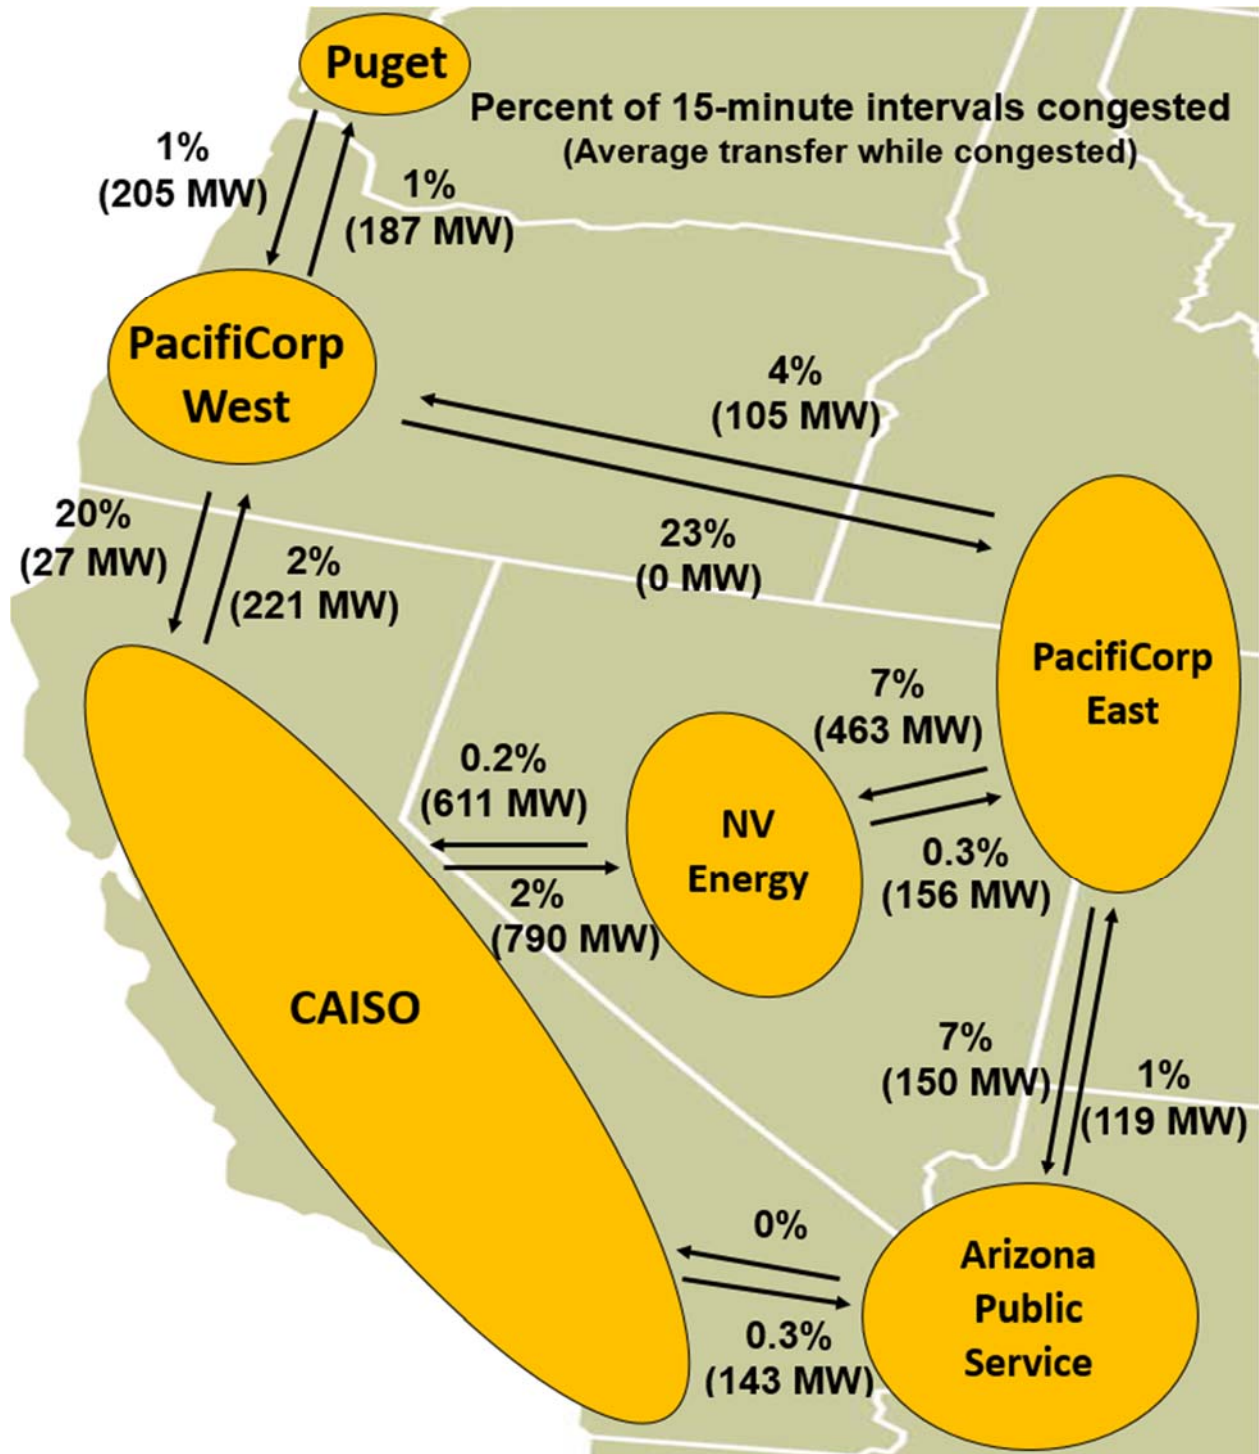 Puget
Percent of 15-minute intervals congested
(Average transfer while congested)
1%
(205 MW)
1%
(187 MW)
PacifiCorp
West
4%
(105 MW)
23%
(0 MW)
20%
(27 MW)
2%
(221 MW)
PacifiCorp
East
7%
(463 MW)
0.3%
(156 MW)
NV
Energy
0.2%
(611 MW)
2%
(790 MW)
CAISO
7%
(150 MW)
1%
(119 MW)
0%
0.3%
(143 MW)
Arizona
Public
Service